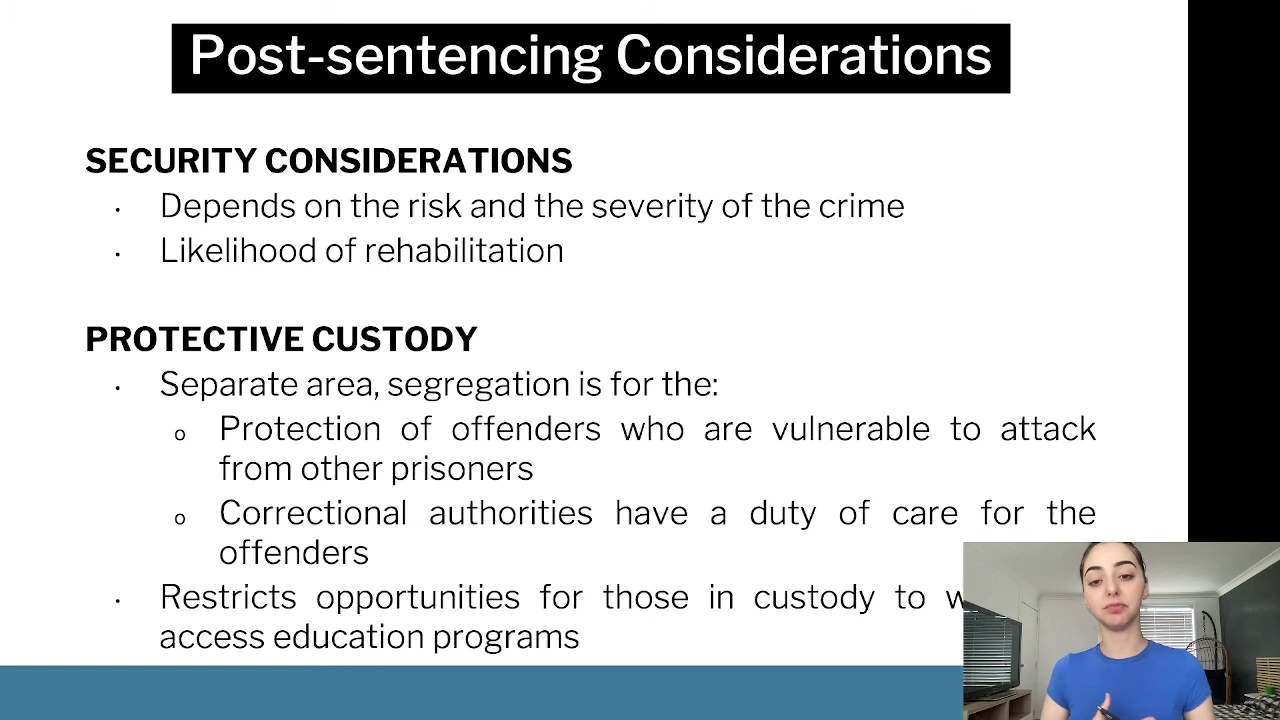 Post-sentencing Considerations
SECURITY CONSIDERATIONS
· Depends on the risk and the severity of the crime
· Likelihood of rehabilitation
PROTECTIVE CUSTODY
· Separate area, segregation is for the:
o Protection of offenders who are vulnerable to attack
from other prisoners
o Correctional authorities have a duty of care for the
offenders
· Restricts opportunities for those in custody to
access education programs